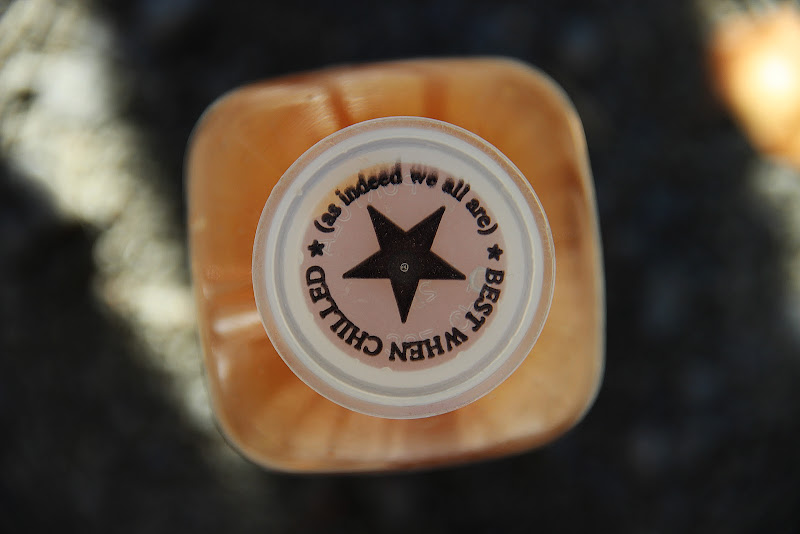 BEST WHEN CHILLED
(as indeed we all are)
®